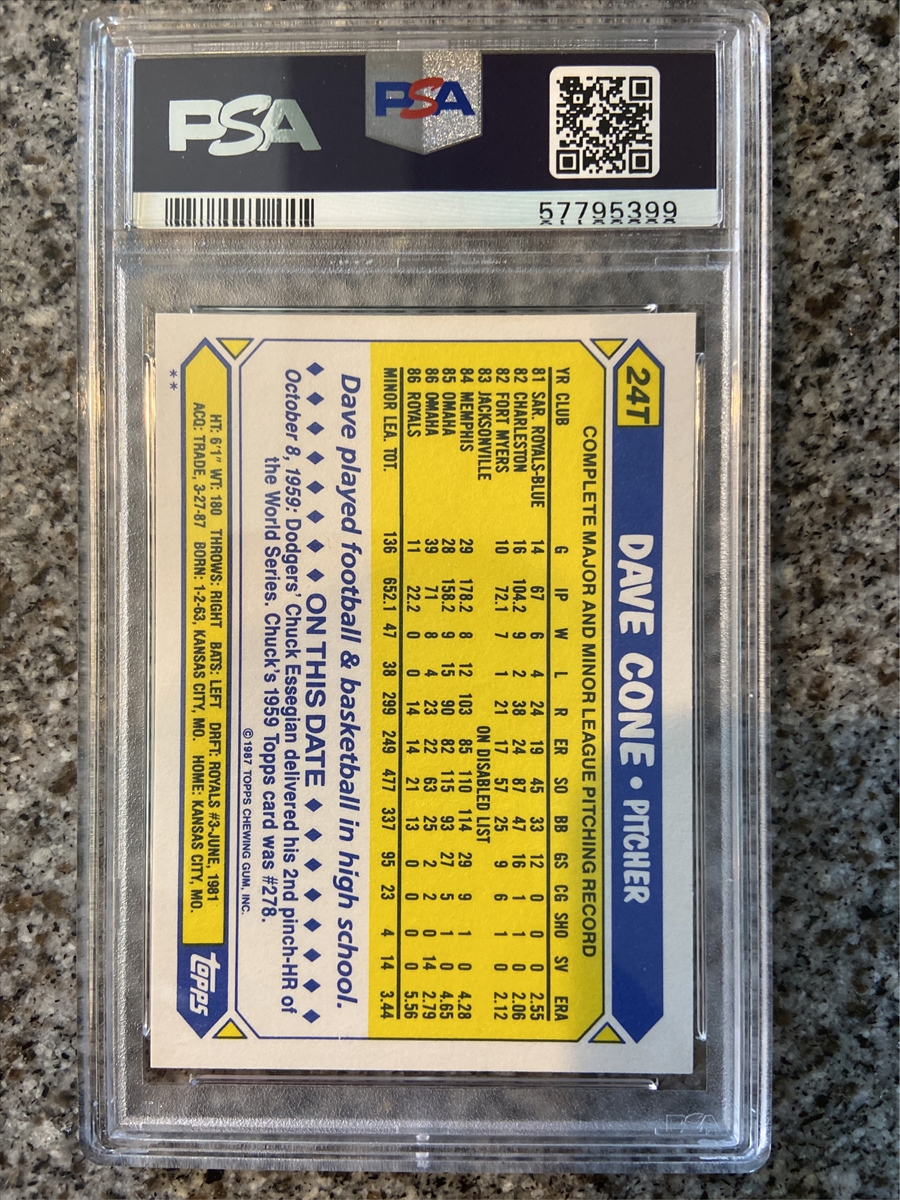 PSA
PSA
57795399
24T
DAVE CONE • PITCHER
COMPLETE MAJOR AND MINOR LEAGUE PITCHING RECORD
YR CLUB G IP W L R ER SO BB GS CG SHO SV ERA
81 SAR. ROYALS-BLUE 14 67 6 4 24 19 45 33 12 0 0 0 2.55
82 CHARLESTON 16 104.2 9 2 38 24 87 47 16 1 1 0 2.06
82 FORT MYERS 10 72.1 7 1 21 17 57 25 9 6 1 0 2.12
83 JACKSONVILLE ON DISABLED LIST
84 MEMPHIS 29 178.2 8 12 103 85 110 114 29 9 1 0 4.28
85 OMAHA 28 158.2 9 15 90 82 115 93 27 5 1 0 4.65
86 OMAHA 39 71 8 4 23 22 63 25 2 2 0 14 2.79
86 ROYALS 11 22.2 0 0 14 14 21 13 0 0 0 0 5.56
MINOR LEA. TOT. 136 652.1 47 38 299 249 477 337 95 23 4 14 3.44
Dave played football & basketball in high school.
ON THIS DATE
October 8, 1959: Dodgers' Chuck Essegian delivered his 2nd pinch-HR of
the World Series. Chuck's 1959 Topps card was #278.
©1987 TOPPS CHEWING GUM, INC.
HT: 6'1" WT: 180 THROWS: RIGHT BATS: LEFT DRFT: ROYALS #3-JUNE, 1981
ACQ: TRADE, 3-27-87 BORN: 1-2-63, KANSAS CITY, MO. HOME: KANSAS CITY, MO.
topps
**
PSA